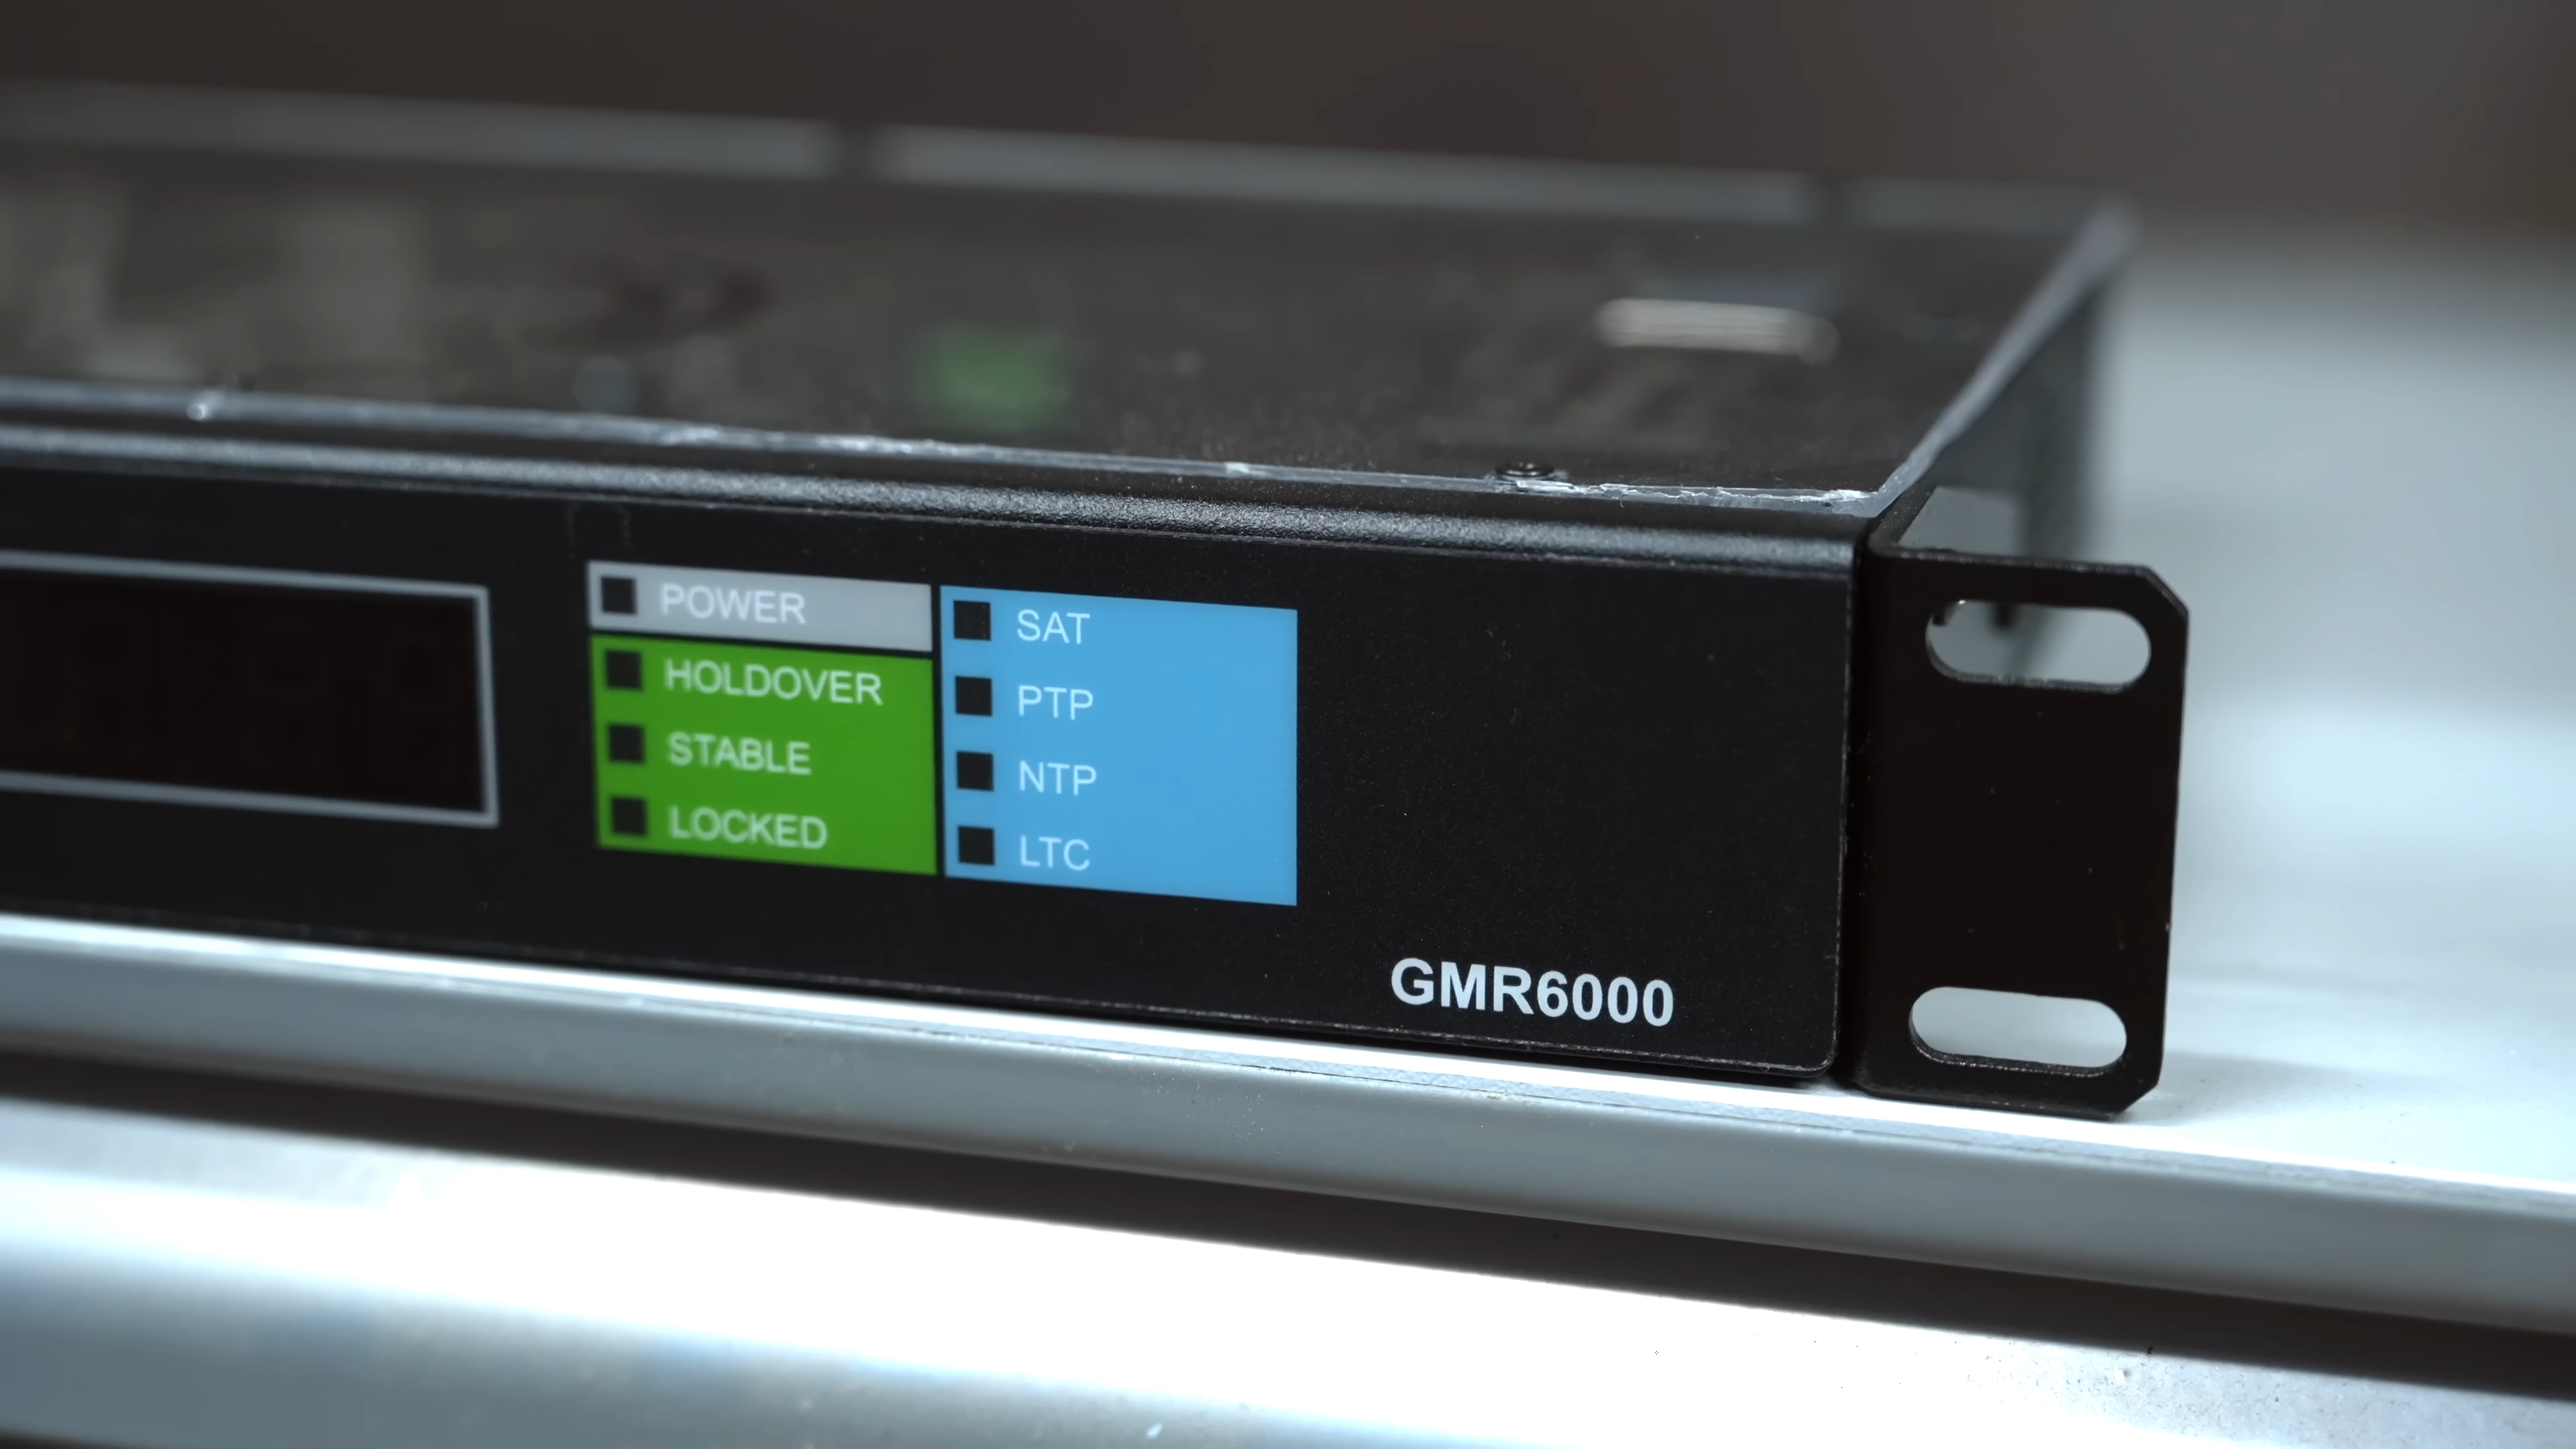 POWER
HOLDOVER
STABLE
LOCKED
SAT
PTP
NTP
LTC
GMR6000